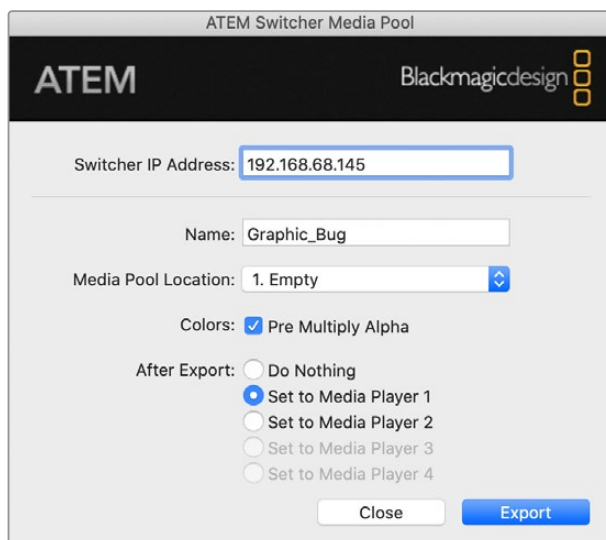 ATEM Switcher Media Pool
ATEM Blackmagicdesign
Switcher IP Address: 192.168.68.145
Name: Graphic_Bug
Media Pool Location: 1. Empty
Colors: Pre Multiply Alpha
After Export: Do Nothing
Set to Media Player 1
Set to Media Player 2
Set to Media Player 3
Set to Media Player 4
Close Export